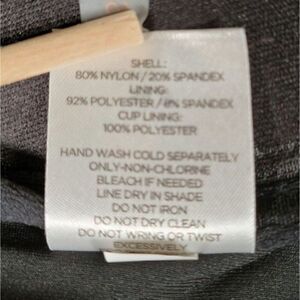 SHELL:
80% NYLON / 20% SPANDEX
LINING:
92% POLYESTER / 8% SPANDEX
CUP LINING:
100% POLYESTER
HAND WASH COLD SEPARATELY
ONLY-NON-CHLORINE
BLEACH IF NEEDED
LINE DRY IN SHADE
DO NOT IRON
DO NOT DRY CLEAN
DO NOT WRING OR TWIST
EXCESSIVELY